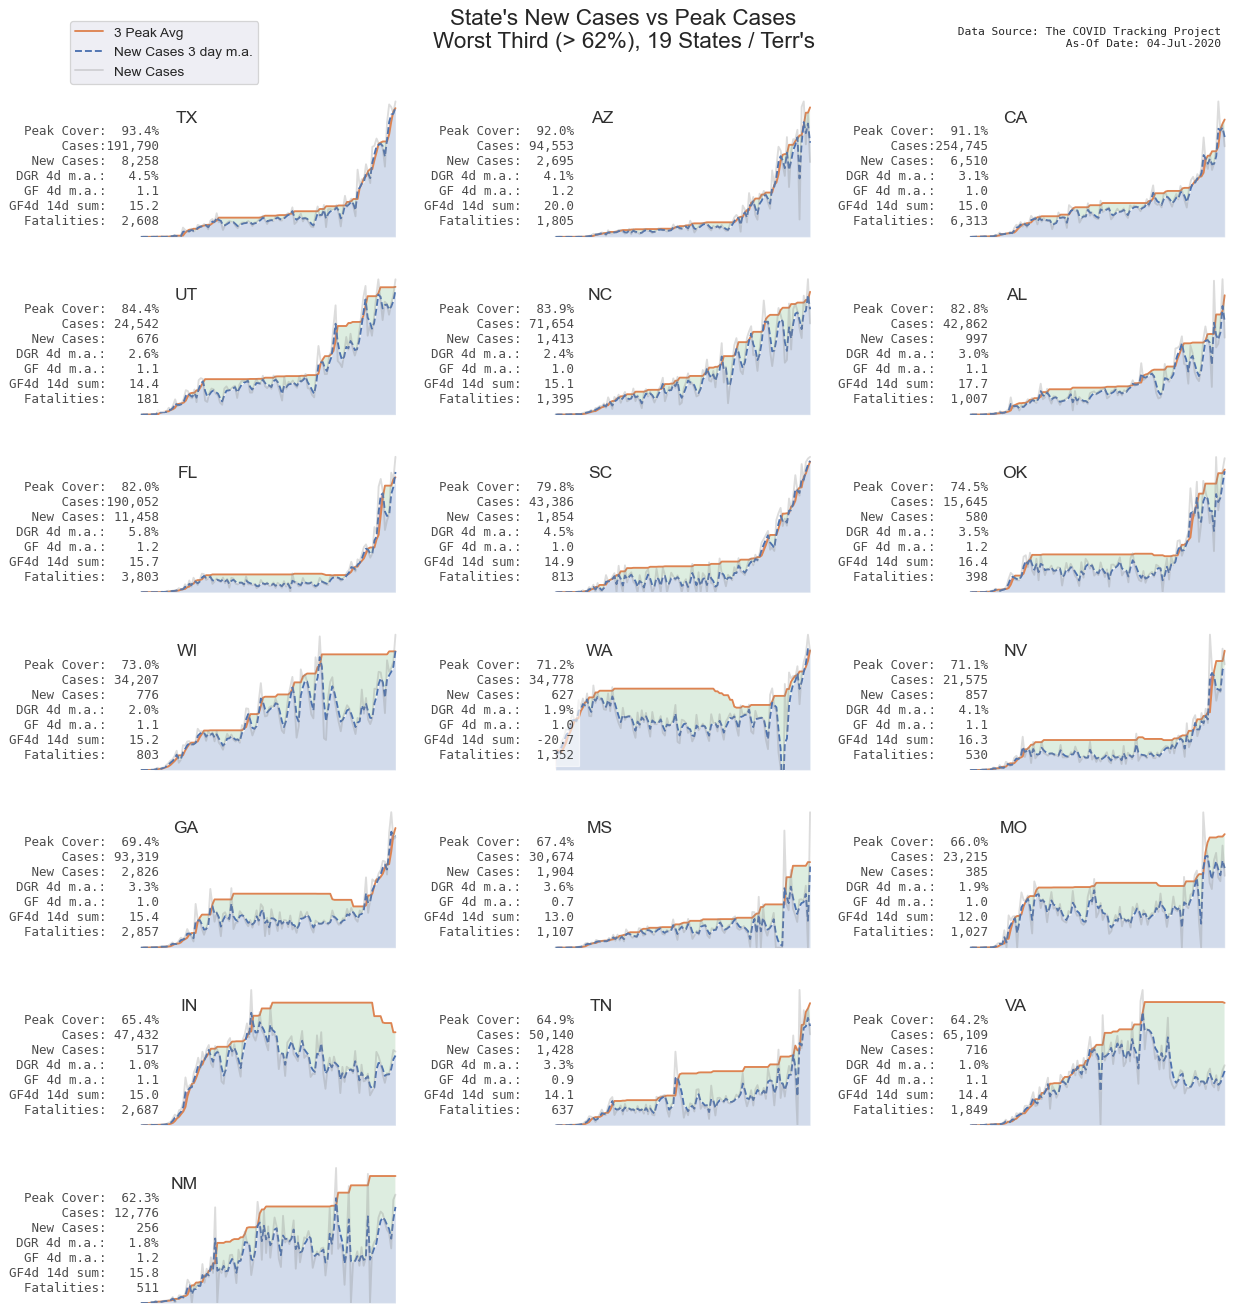 State's New Cases vs Peak Cases
Worst Third (> 62%), 19 States / Terr's
3 Peak Avg
New Cases 3 day m.a.
New Cases
Data Source: The COVID Tracking Project
As-Of Date: 04-Jul-2020
TX
Peak Cover: 93.4%
Cases:191,790
New Cases: 8,258
DGR 4d m.a.: 4.5%
GF 4d m.a.: 1.1
GF4d 14d sum: 15.2
Fatalities: 2,608
AZ
Peak Cover: 92.0%
Cases: 94,553
New Cases: 2,695
DGR 4d m.a.: 4.1%
GF 4d m.a.: 1.2
GF4d 14d sum: 20.0
Fatalities: 1,805
CA
Peak Cover: 91.1%
Cases:254,745
New Cases: 6,510
DGR 4d m.a.: 3.1%
GF 4d m.a.: 1.0
GF4d 14d sum: 15.0
Fatalities: 6,313
UT
Peak Cover: 84.4%
Cases: 24,542
New Cases: 676
DGR 4d m.a.: 2.6%
GF 4d m.a.: 1.1
GF4d 14d sum: 14.4
Fatalities: 181
NC
Peak Cover: 83.9%
Cases: 71,654
New Cases: 1,413
DGR 4d m.a.: 2.4%
GF 4d m.a.: 1.0
GF4d 14d sum: 15.1
Fatalities: 1,395
AL
Peak Cover: 82.8%
Cases: 42,862
New Cases: 997
DGR 4d m.a.: 3.0%
GF 4d m.a.: 1.1
GF4d 14d sum: 17.7
Fatalities: 1,007
FL
Peak Cover: 82.0%
Cases:190,052
New Cases: 11,458
DGR 4d m.a.: 5.8%
GF 4d m.a.: 1.2
GF4d 14d sum: 15.7
Fatalities: 3,803
SC
Peak Cover: 79.8%
Cases: 43,386
New Cases: 1,854
DGR 4d m.a.: 4.5%
GF 4d m.a.: 1.0
GF4d 14d sum: 14.9
Fatalities: 813
OK
Peak Cover: 74.5%
Cases: 15,645
New Cases: 580
DGR 4d m.a.: 3.5%
GF 4d m.a.: 1.2
GF4d 14d sum: 16.4
Fatalities: 398
WI
Peak Cover: 73.0%
Cases: 34,207
New Cases: 776
DGR 4d m.a.: 2.0%
GF 4d m.a.: 1.1
GF4d 14d sum: 15.2
Fatalities: 803
WA
Peak Cover: 71.2%
Cases: 34,778
New Cases: 627
DGR 4d m.a.: 1.9%
GF 4d m.a.: 1.0
GF4d 14d sum: -20.7
Fatalities: 1,352
NV
Peak Cover: 71.1%
Cases: 21,575
New Cases: 857
DGR 4d m.a.: 4.1%
GF 4d m.a.: 1.1
GF4d 14d sum: 16.3
Fatalities: 530
GA
Peak Cover: 69.4%
Cases: 93,319
New Cases: 2,826
DGR 4d m.a.: 3.3%
GF 4d m.a.: 1.0
GF4d 14d sum: 15.4
Fatalities: 2,857
MS
Peak Cover: 67.4%
Cases: 30,674
New Cases: 1,904
DGR 4d m.a.: 3.6%
GF 4d m.a.: 0.7
GF4d 14d sum: 13.0
Fatalities: 1,107
MO
Peak Cover: 66.0%
Cases: 23,215
New Cases: 385
DGR 4d m.a.: 1.9%
GF 4d m.a.: 1.0
GF4d 14d sum: 12.0
Fatalities: 1,027
IN
Peak Cover: 65.4%
Cases: 47,432
New Cases: 517
DGR 4d m.a.: 1.0%
GF 4d m.a.: 1.1
GF4d 14d sum: 15.0
Fatalities: 2,687
TN
Peak Cover: 64.9%
Cases: 50,140
New Cases: 1,428
DGR 4d m.a.: 3.3%
GF 4d m.a.: 0.9
GF4d 14d sum: 14.1
Fatalities: 637
VA
Peak Cover: 64.2%
Cases: 65,109
New Cases: 716
DGR 4d m.a.: 1.0%
GF 4d m.a.: 1.1
GF4d 14d sum: 14.4
Fatalities: 1,849
NM
Peak Cover: 62.3%
Cases: 12,776
New Cases: 256
DGR 4d m.a.: 1.8%
GF 4d m.a.: 1.2
GF4d 14d sum: 15.8
Fatalities: 511